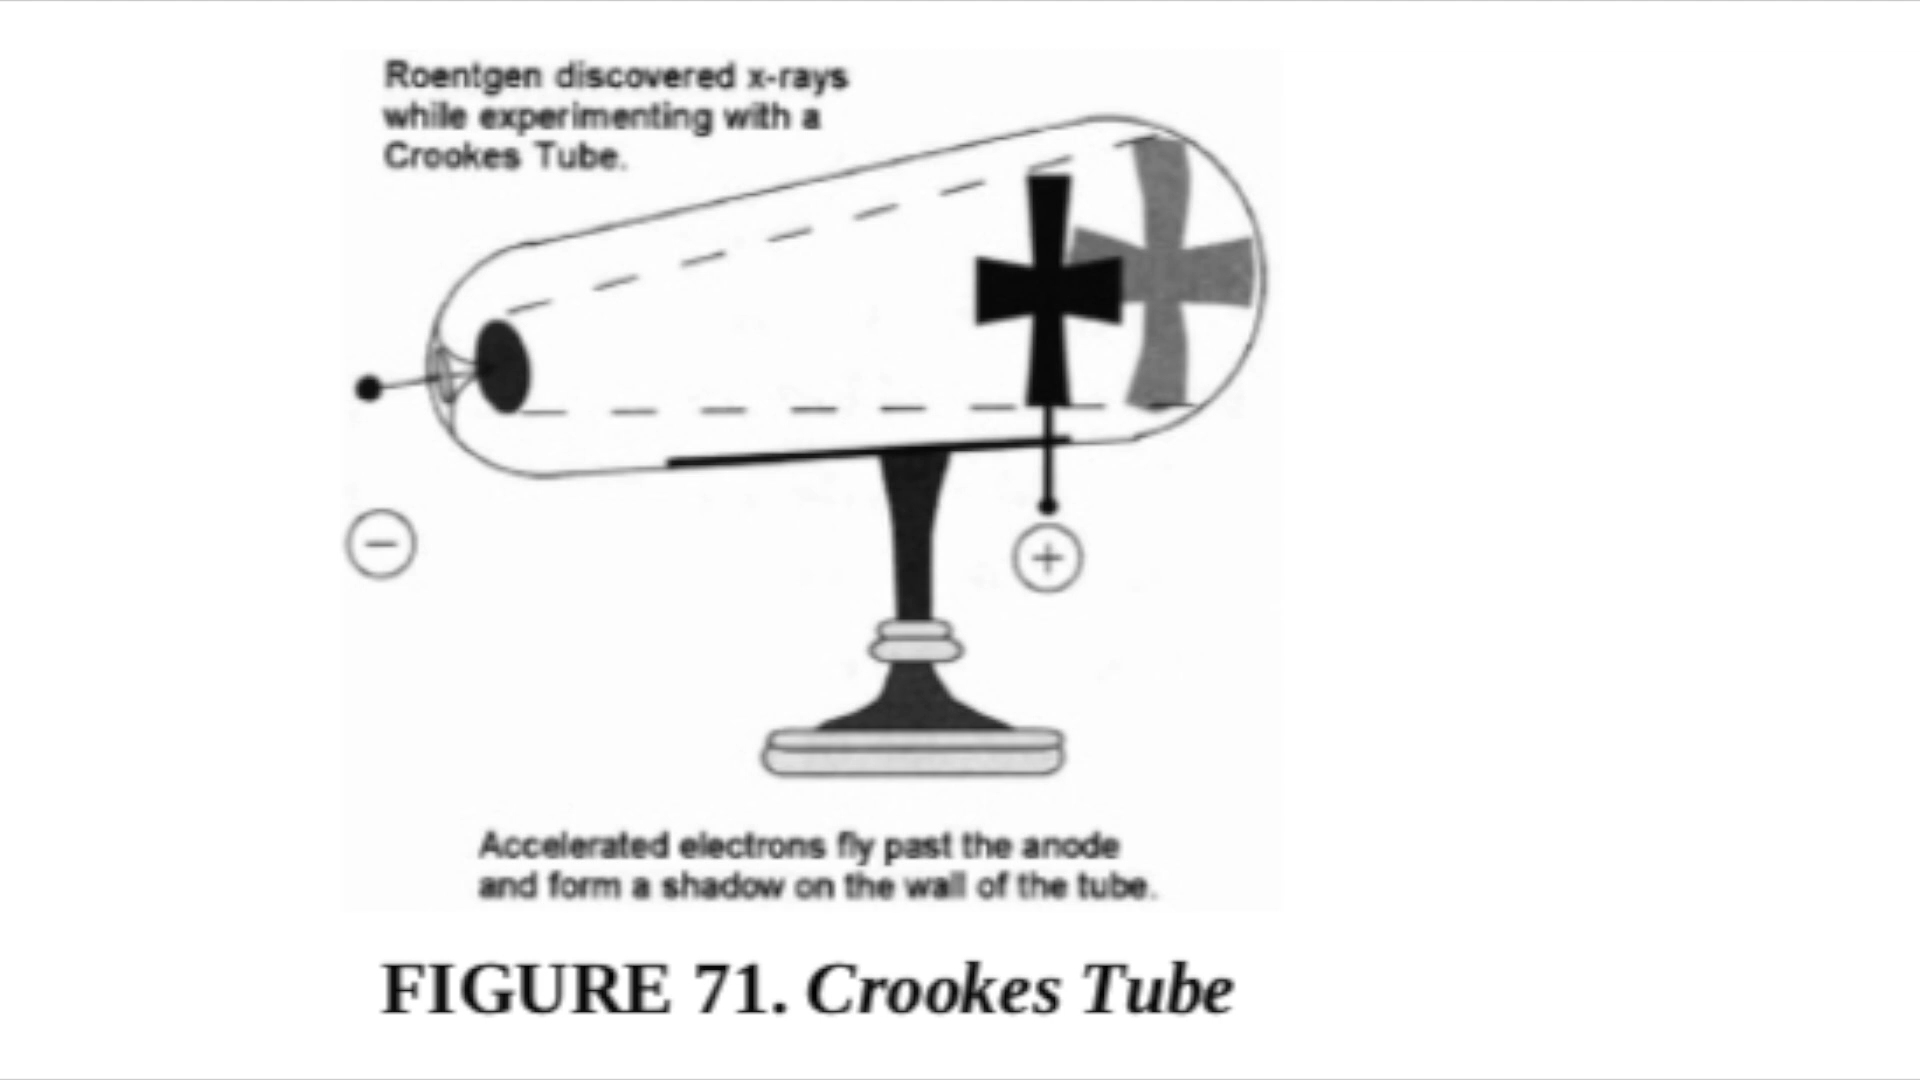 Roentgen discovered x-rays
while experimenting with a
Crookes Tube.
−
+
Accelerated electrons fly past the anode
and form a shadow on the wall of the tube.
FIGURE 71. Crookes Tube